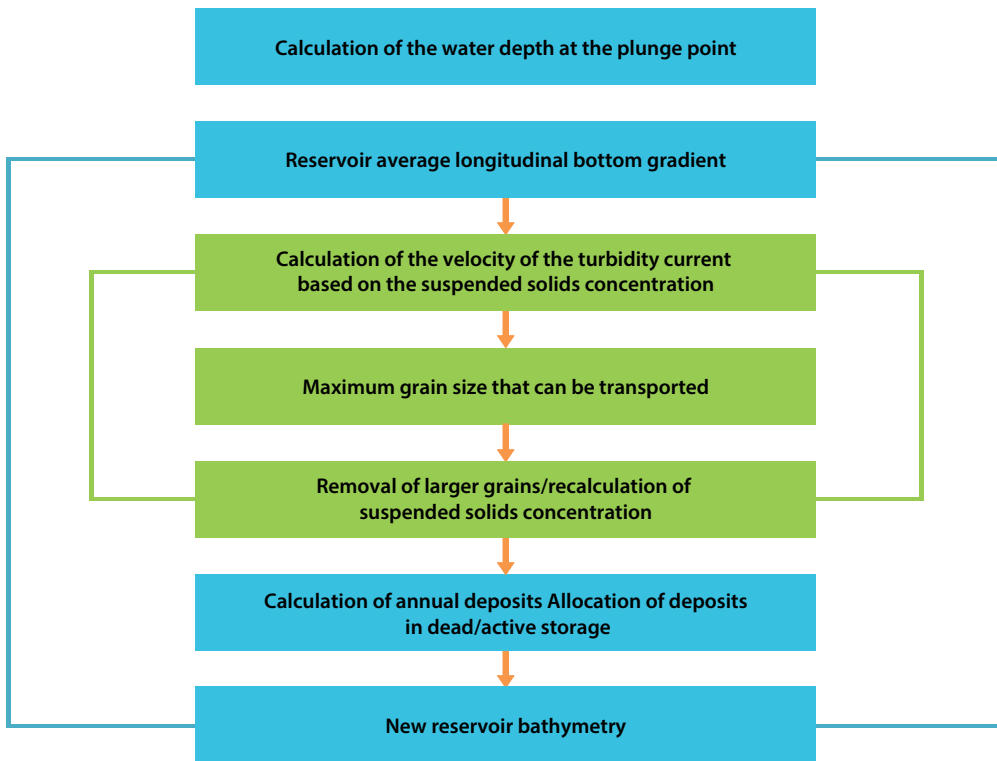 Calculation of the water depth at the plunge point
Reservoir average longitudinal bottom gradient
Calculation of the velocity of the turbidity current
based on the suspended solids concentration
Maximum grain size that can be transported
Removal of larger grains/recalculation of
suspended solids concentration
Calculation of annual deposits Allocation of deposits
in dead/active storage
New reservoir bathymetry